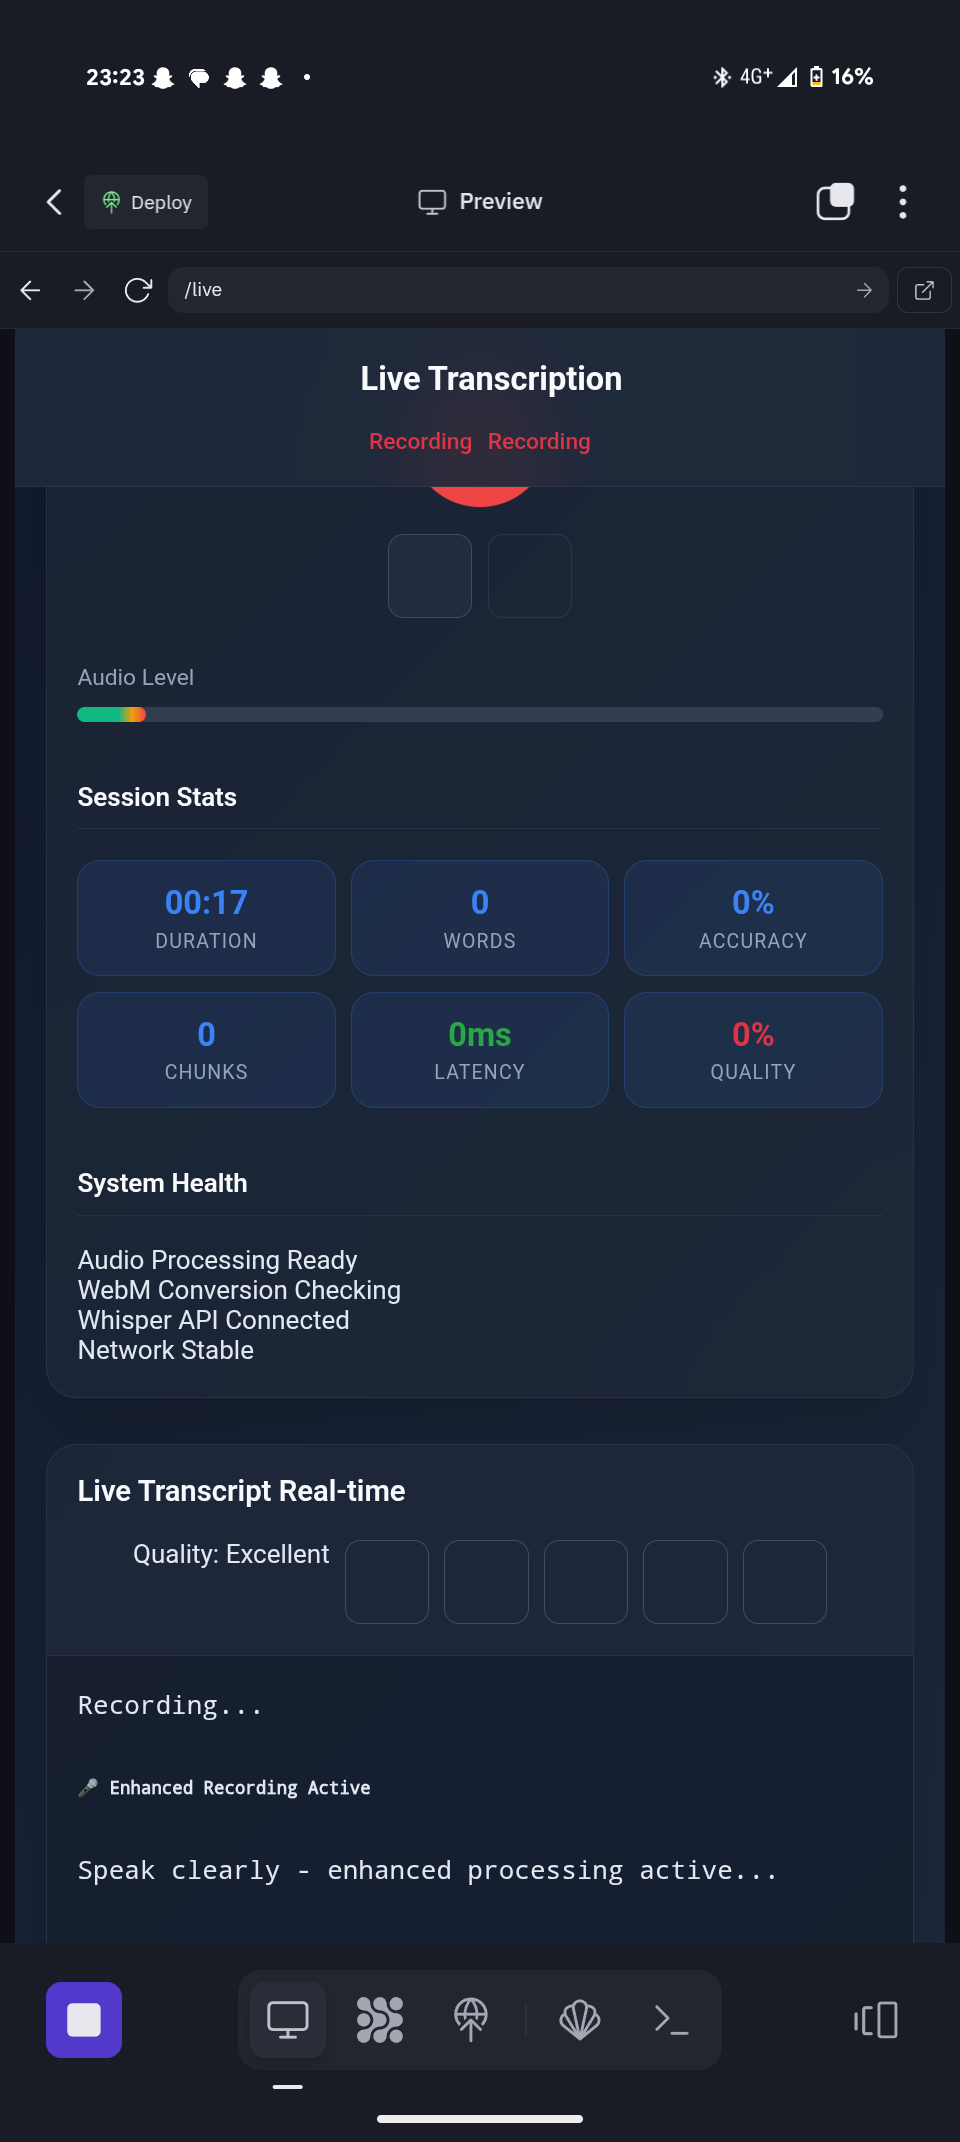 23:23
4G+ 16%
Deploy
Preview
/live
Live Transcription
Recording Recording
Audio Level
Session Stats
00:17
DURATION
0
WORDS
0%
ACCURACY
0
CHUNKS
0ms
LATENCY
0%
QUALITY
System Health
Audio Processing Ready
WebM Conversion Checking
Whisper API Connected
Network Stable
Live Transcript Real-time
Quality: Excellent
Recording...
🎤 Enhanced Recording Active
Speak clearly - enhanced processing active...